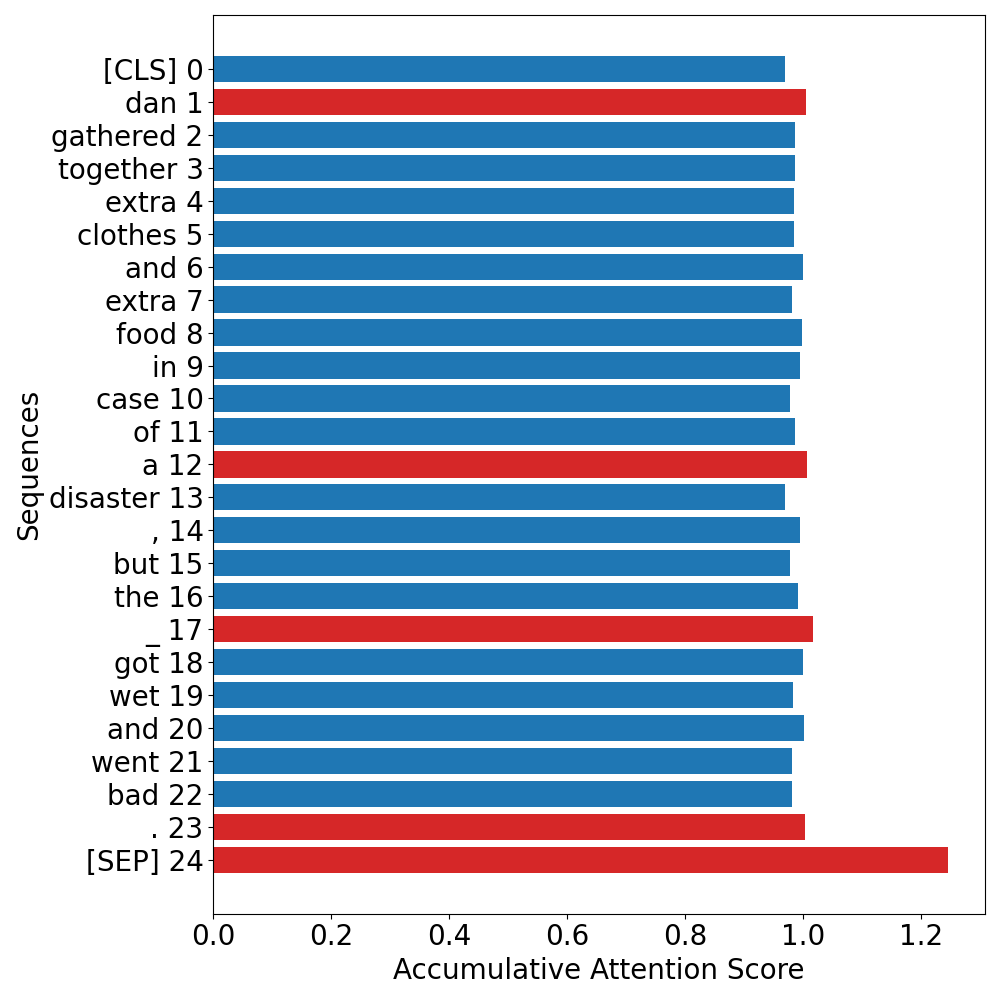 [CLS] 0
dan 1
gathered 2
together 3
extra 4
clothes 5
and 6
extra 7
food 8
in 9
case 10
of 11
a 12
disaster 13
, 14
but 15
the 16
_ 17
got 18
wet 19
and 20
went 21
bad 22
. 23
[SEP] 24
Sequences
0.0 0.2 0.4 0.6 0.8 1.0 1.2
Accumulative Attention Score